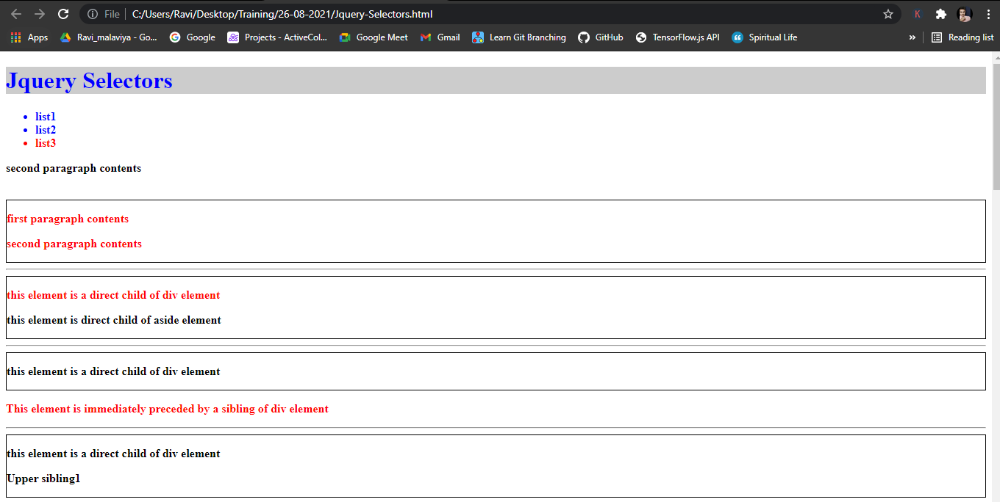 File C:/Users/Ravi/Desktop/Training/26-08-2021/Jquery-Selectors.html K
Apps Ravi_malaviya - Go... Google Projects - ActiveCol... Google Meet Gmail Learn Git Branching GitHub TensorFlow.js API Spiritual Life » Reading list
Jquery Selectors
• list1
• list2
• list3
second paragraph contents
first paragraph contents
second paragraph contents
this element is a direct child of div element
this element is direct child of aside element
this element is a direct child of div element
This element is immediately preceded by a sibling of div element
this element is a direct child of div element
Upper sibling1